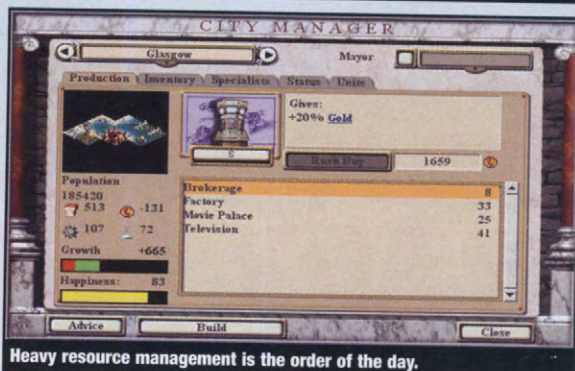 CITY MANAGER
Glasgow
Mayor
Production Inventory Specialists Status Units
Gives:
+20% Gold
8
Rush Buy 1659
Population
185420
513 -131
107 72
Growth +665
Happiness: 83
Brokerage 8
Factory 33
Movie Palace 25
Television 41
Advice Build Close
Heavy resource management is the order of the day.